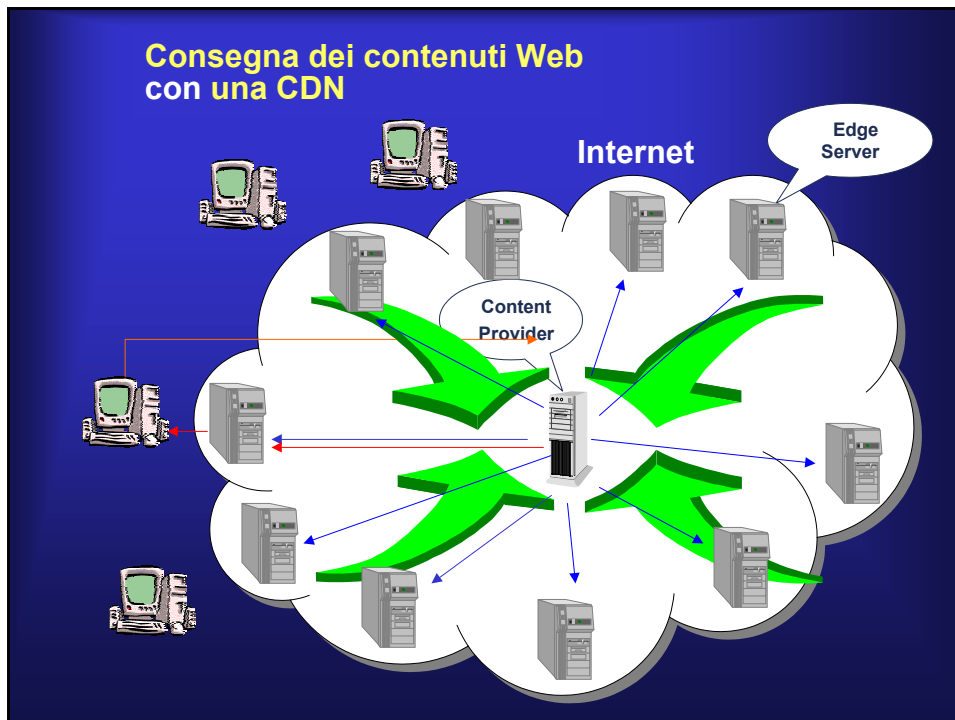 Consegna dei contenuti Web
con una CDN
Internet
Edge
Server
Content
Provider